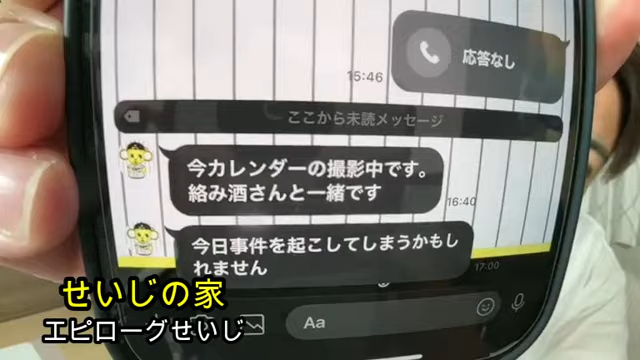 応答なし
15:46
ここから未読メッセージ
今カレンダーの撮影中です。
絡み酒さんと一緒です
16:40
今日事件を起こしてしまうかもし
れません
17:00
せいじの家
エピローグせいじ
Aa